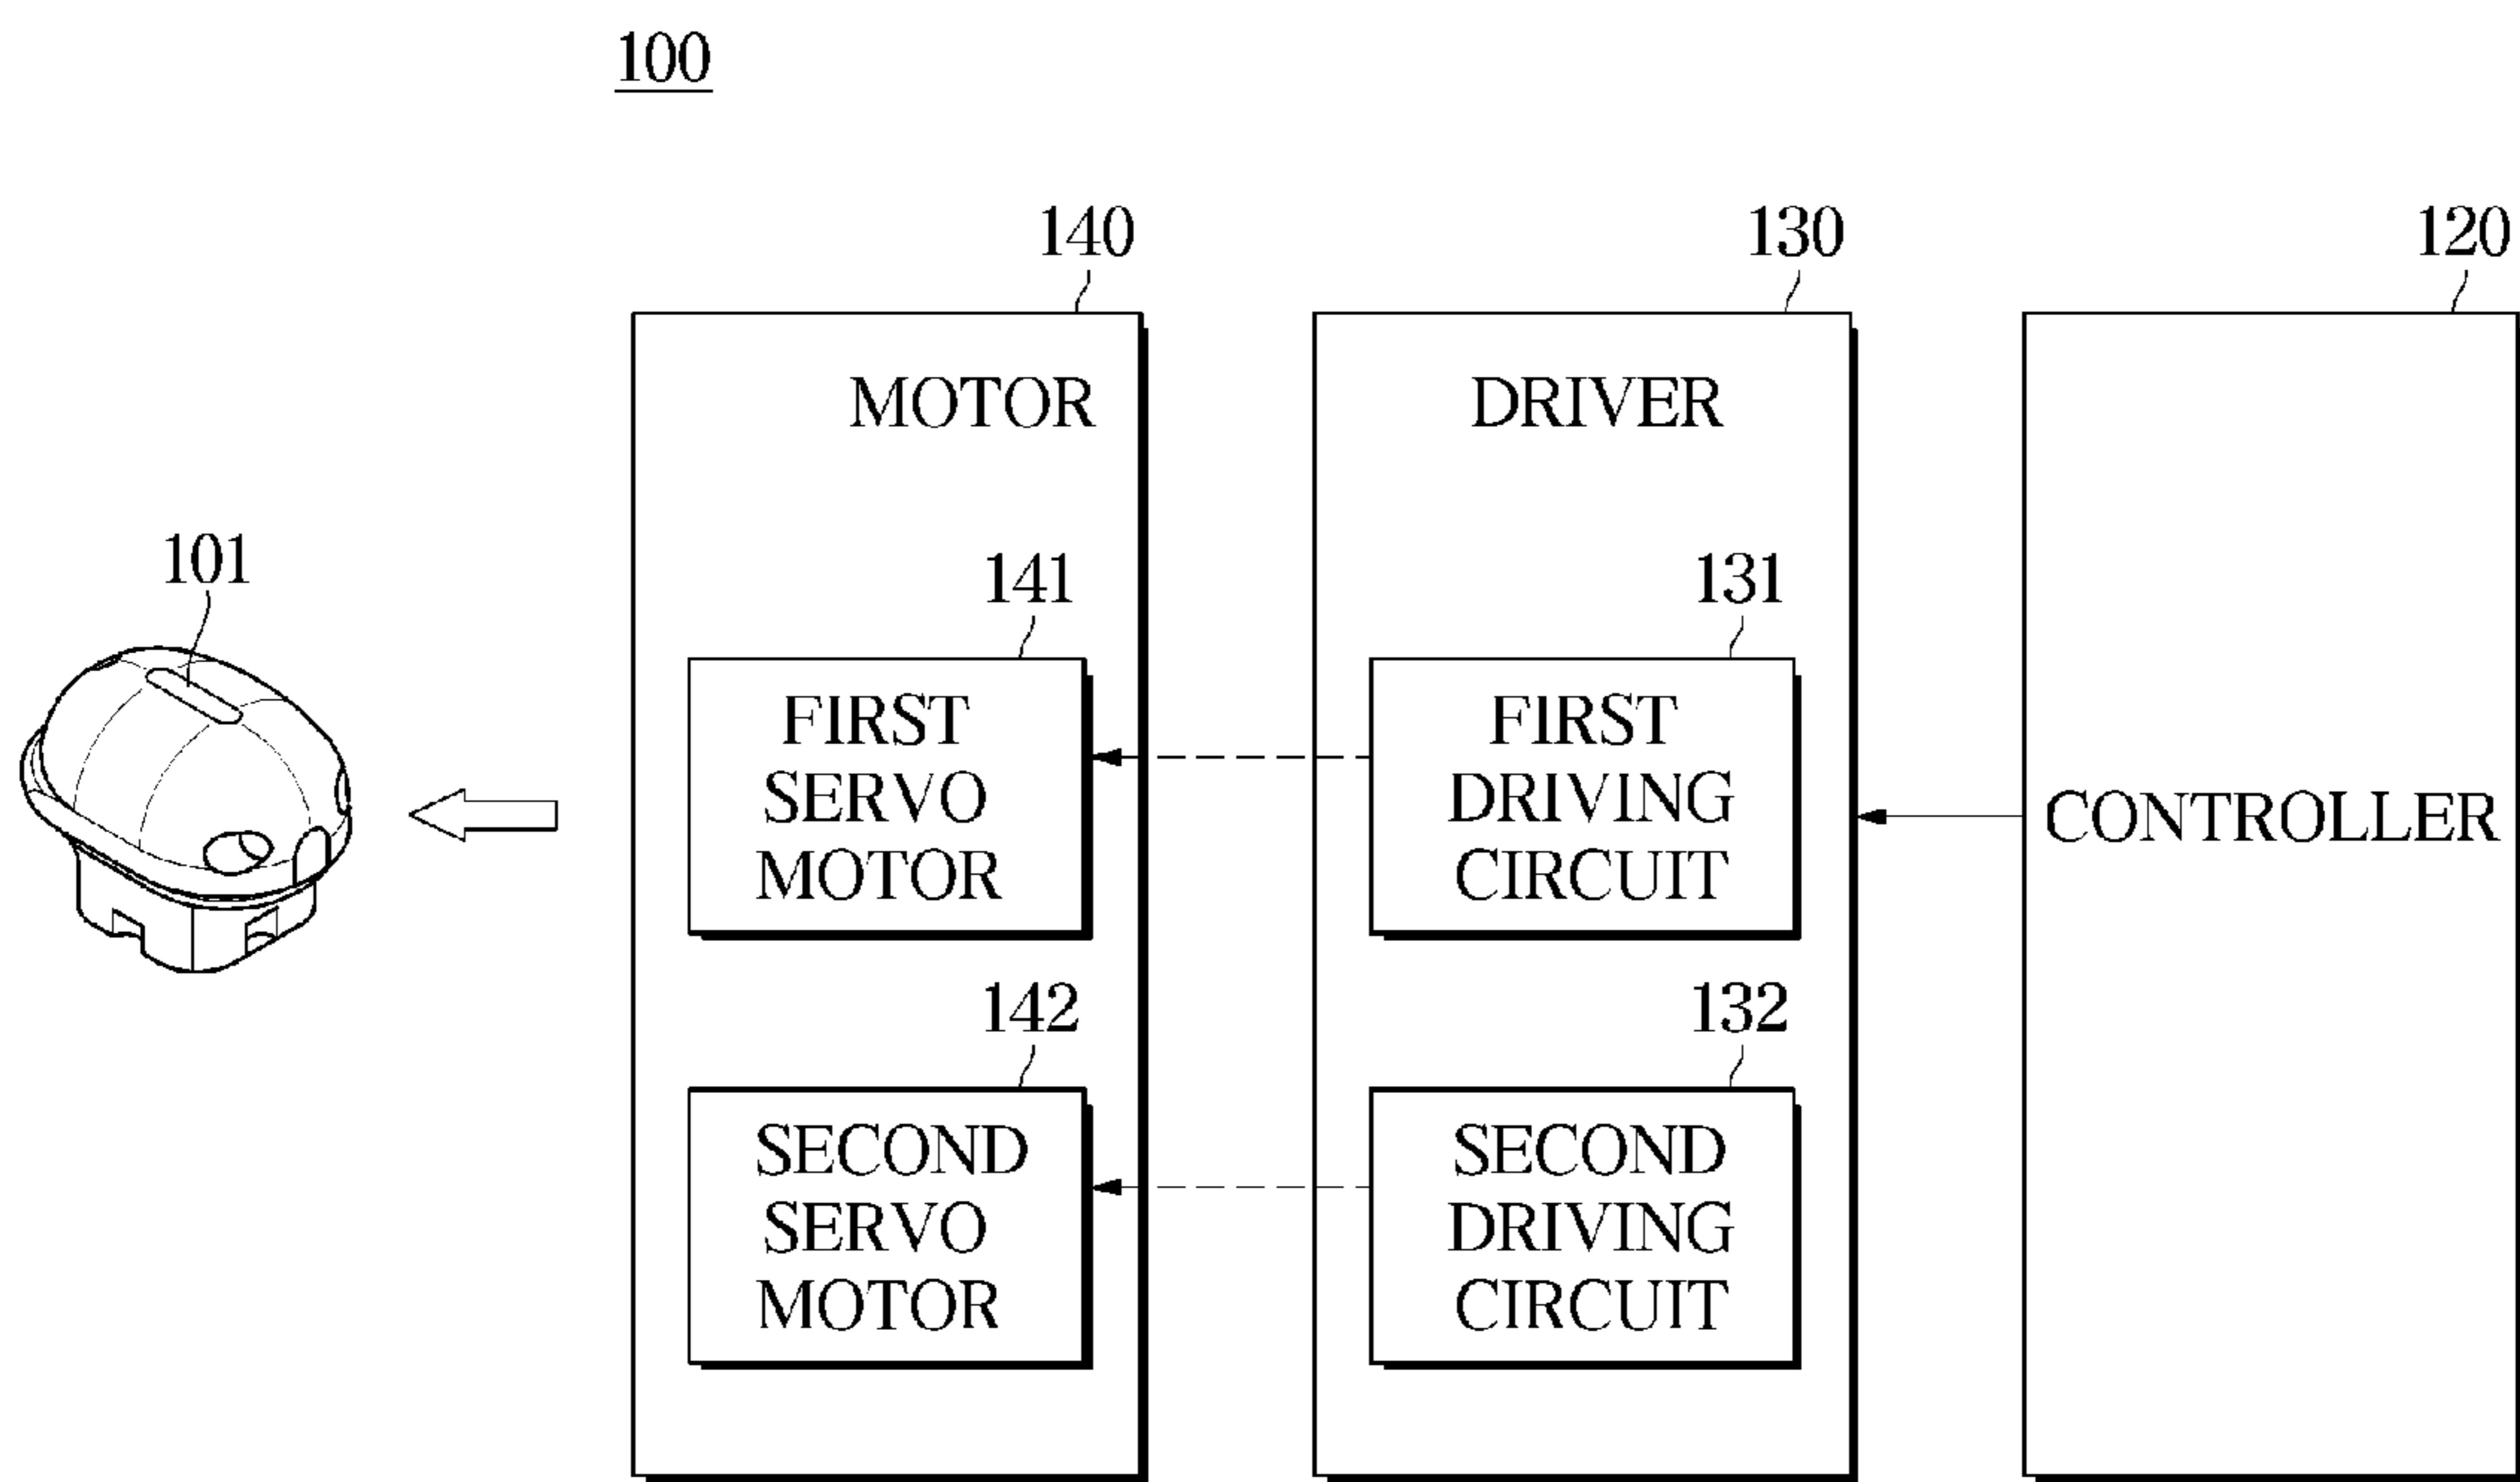 100
140
130
120
MOTOR
DRIVER
101
141
131
FIRST
SERVO
MOTOR
FIRST
DRIVING
CIRCUIT
CONTROLLER
142
132
SECOND
SERVO
MOTOR
SECOND
DRIVING
CIRCUIT